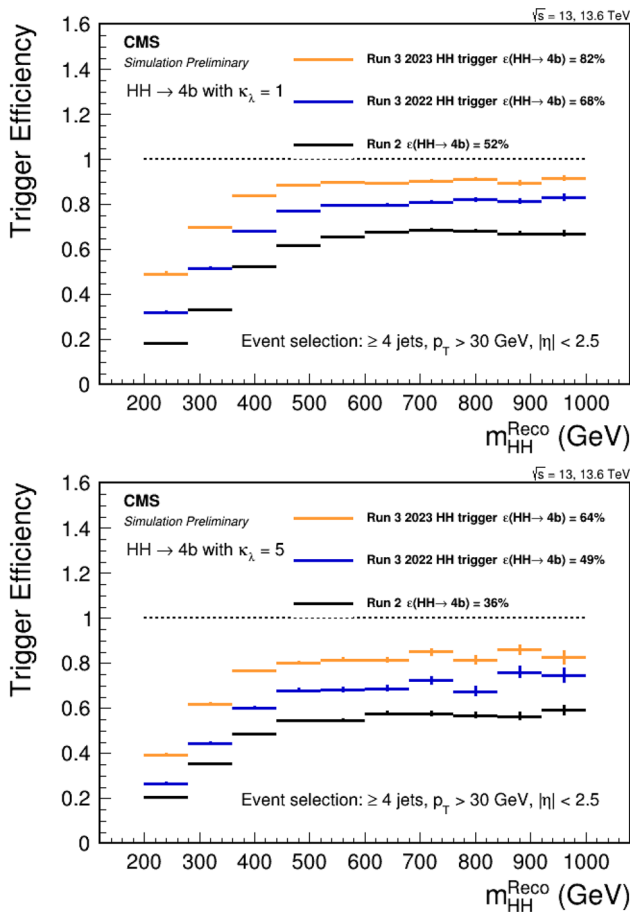 √s = 13, 13.6 TeV
CMS
Simulation Preliminary
HH → 4b with κλ = 1
Run 3 2023 HH trigger ε(HH→ 4b) = 82%
Run 3 2022 HH trigger ε(HH→ 4b) = 68%
Run 2 ε(HH→ 4b) = 52%
Trigger Efficiency
1.6
1.4
1.2
1
0.8
0.6
0.4
0.2
0
Event selection: ≥ 4 jets, pT > 30 GeV, |η| < 2.5
200 300 400 500 600 700 800 900 1000
mHH^Reco (GeV)
√s = 13, 13.6 TeV
CMS
Simulation Preliminary
HH → 4b with κλ = 5
Run 3 2023 HH trigger ε(HH→ 4b) = 64%
Run 3 2022 HH trigger ε(HH→ 4b) = 49%
Run 2 ε(HH→ 4b) = 36%
Trigger Efficiency
1.6
1.4
1.2
1
0.8
0.6
0.4
0.2
0
Event selection: ≥ 4 jets, pT > 30 GeV, |η| < 2.5
200 300 400 500 600 700 800 900 1000
mHH^Reco (GeV)